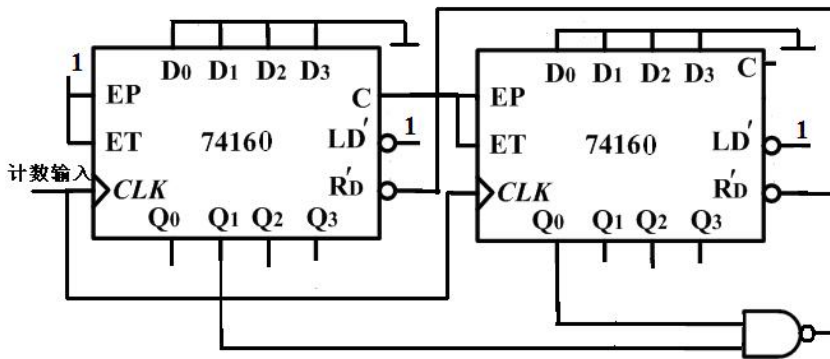 D0 D1 D2 D3
1 EP C
ET 74160 LD' 1
计数输入 CLK R'D
Q0 Q1 Q2 Q3
D0 D1 D2 D3
C
EP
ET 74160 LD' 1
CLK R'D
Q0 Q1 Q2 Q3